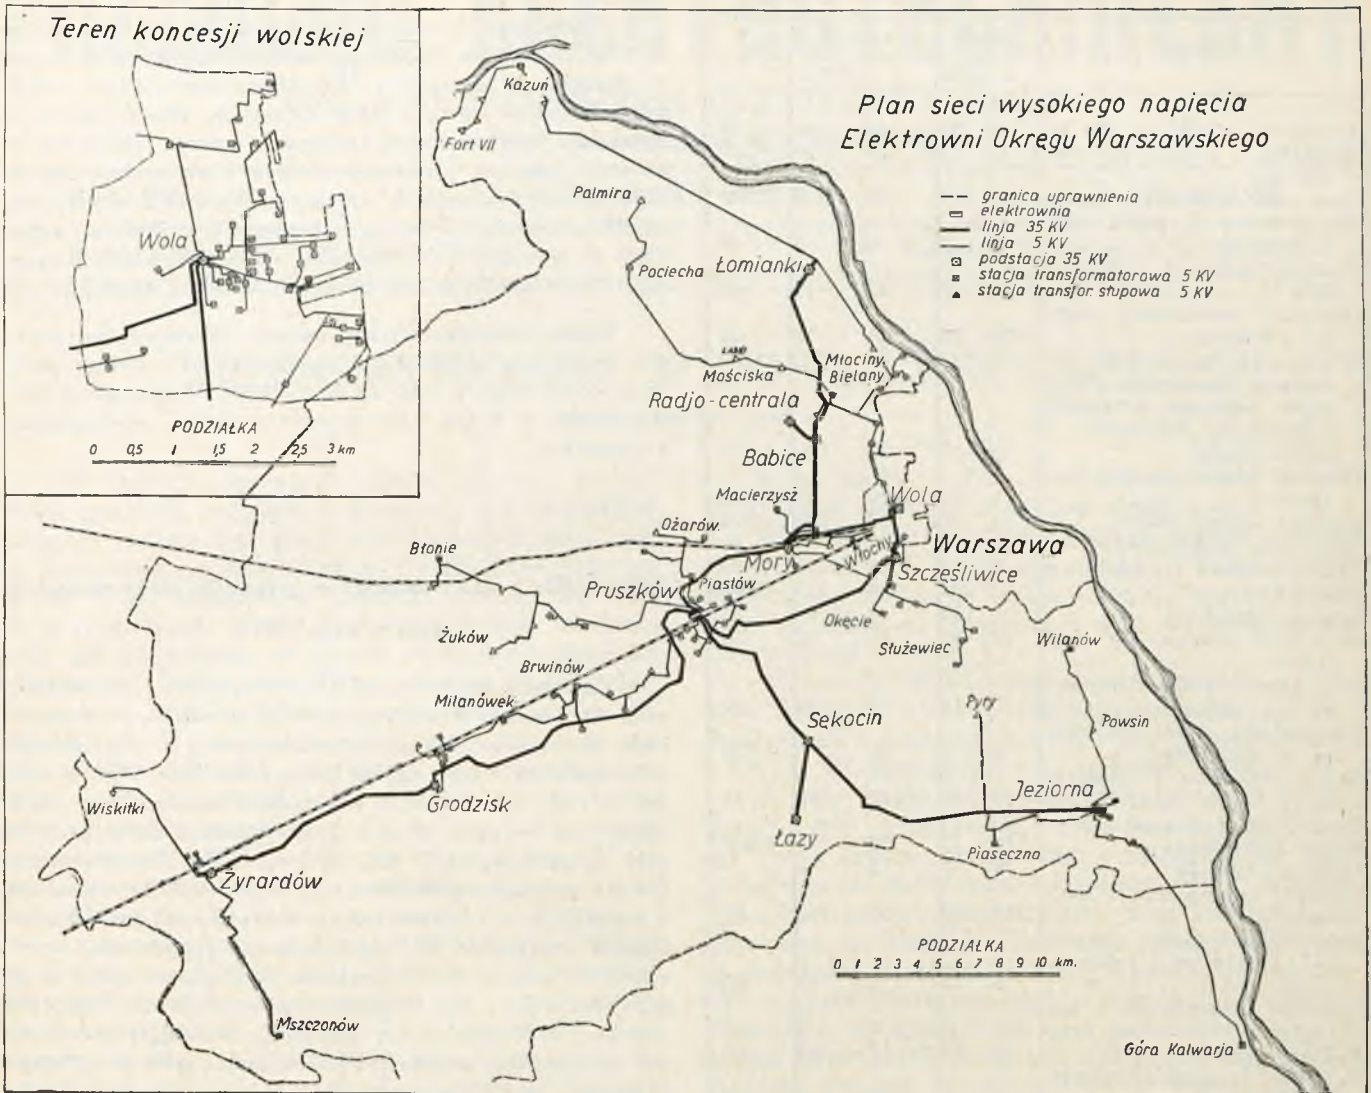 Teren koncesji wolskiej
Wola
PODZIAŁKA
0 0,5 1 1,5 2 2,5 3 km
Plan sieci wysokiego napięcia
Elektrowni Okręgu Warszawskiego
granica uprawnienia
elektrownia
linja 35 KV
linja 5 KV
podstacja 35 KV
stacja transformatorowa 5 KV
stacja transfor. słupowa 5 KV
Kazuń
Fort VII
Palmira
Pociecha
Łomianki
LASKI
Mościska
Młociny
Bielany
Radjo-centrala
Babice
Macierzysż
Wola
Ożarów
Błonie
Mory
Włochy
Warszawa
Szczęśliwice
Pruszków
Piastów
Okęcie
Służewiec
Wilanów
Żuków
Brwinów
Milanówek
Pyry
Powsin
Sękocin
Jeziorna
Grodzisk
Wiskitki
Łazy
Piaseczna
Żyrardów
PODZIAŁKA
0 1 2 3 4 5 6 7 8 9 10 km.
Mszczonów
Góra Kalwarja